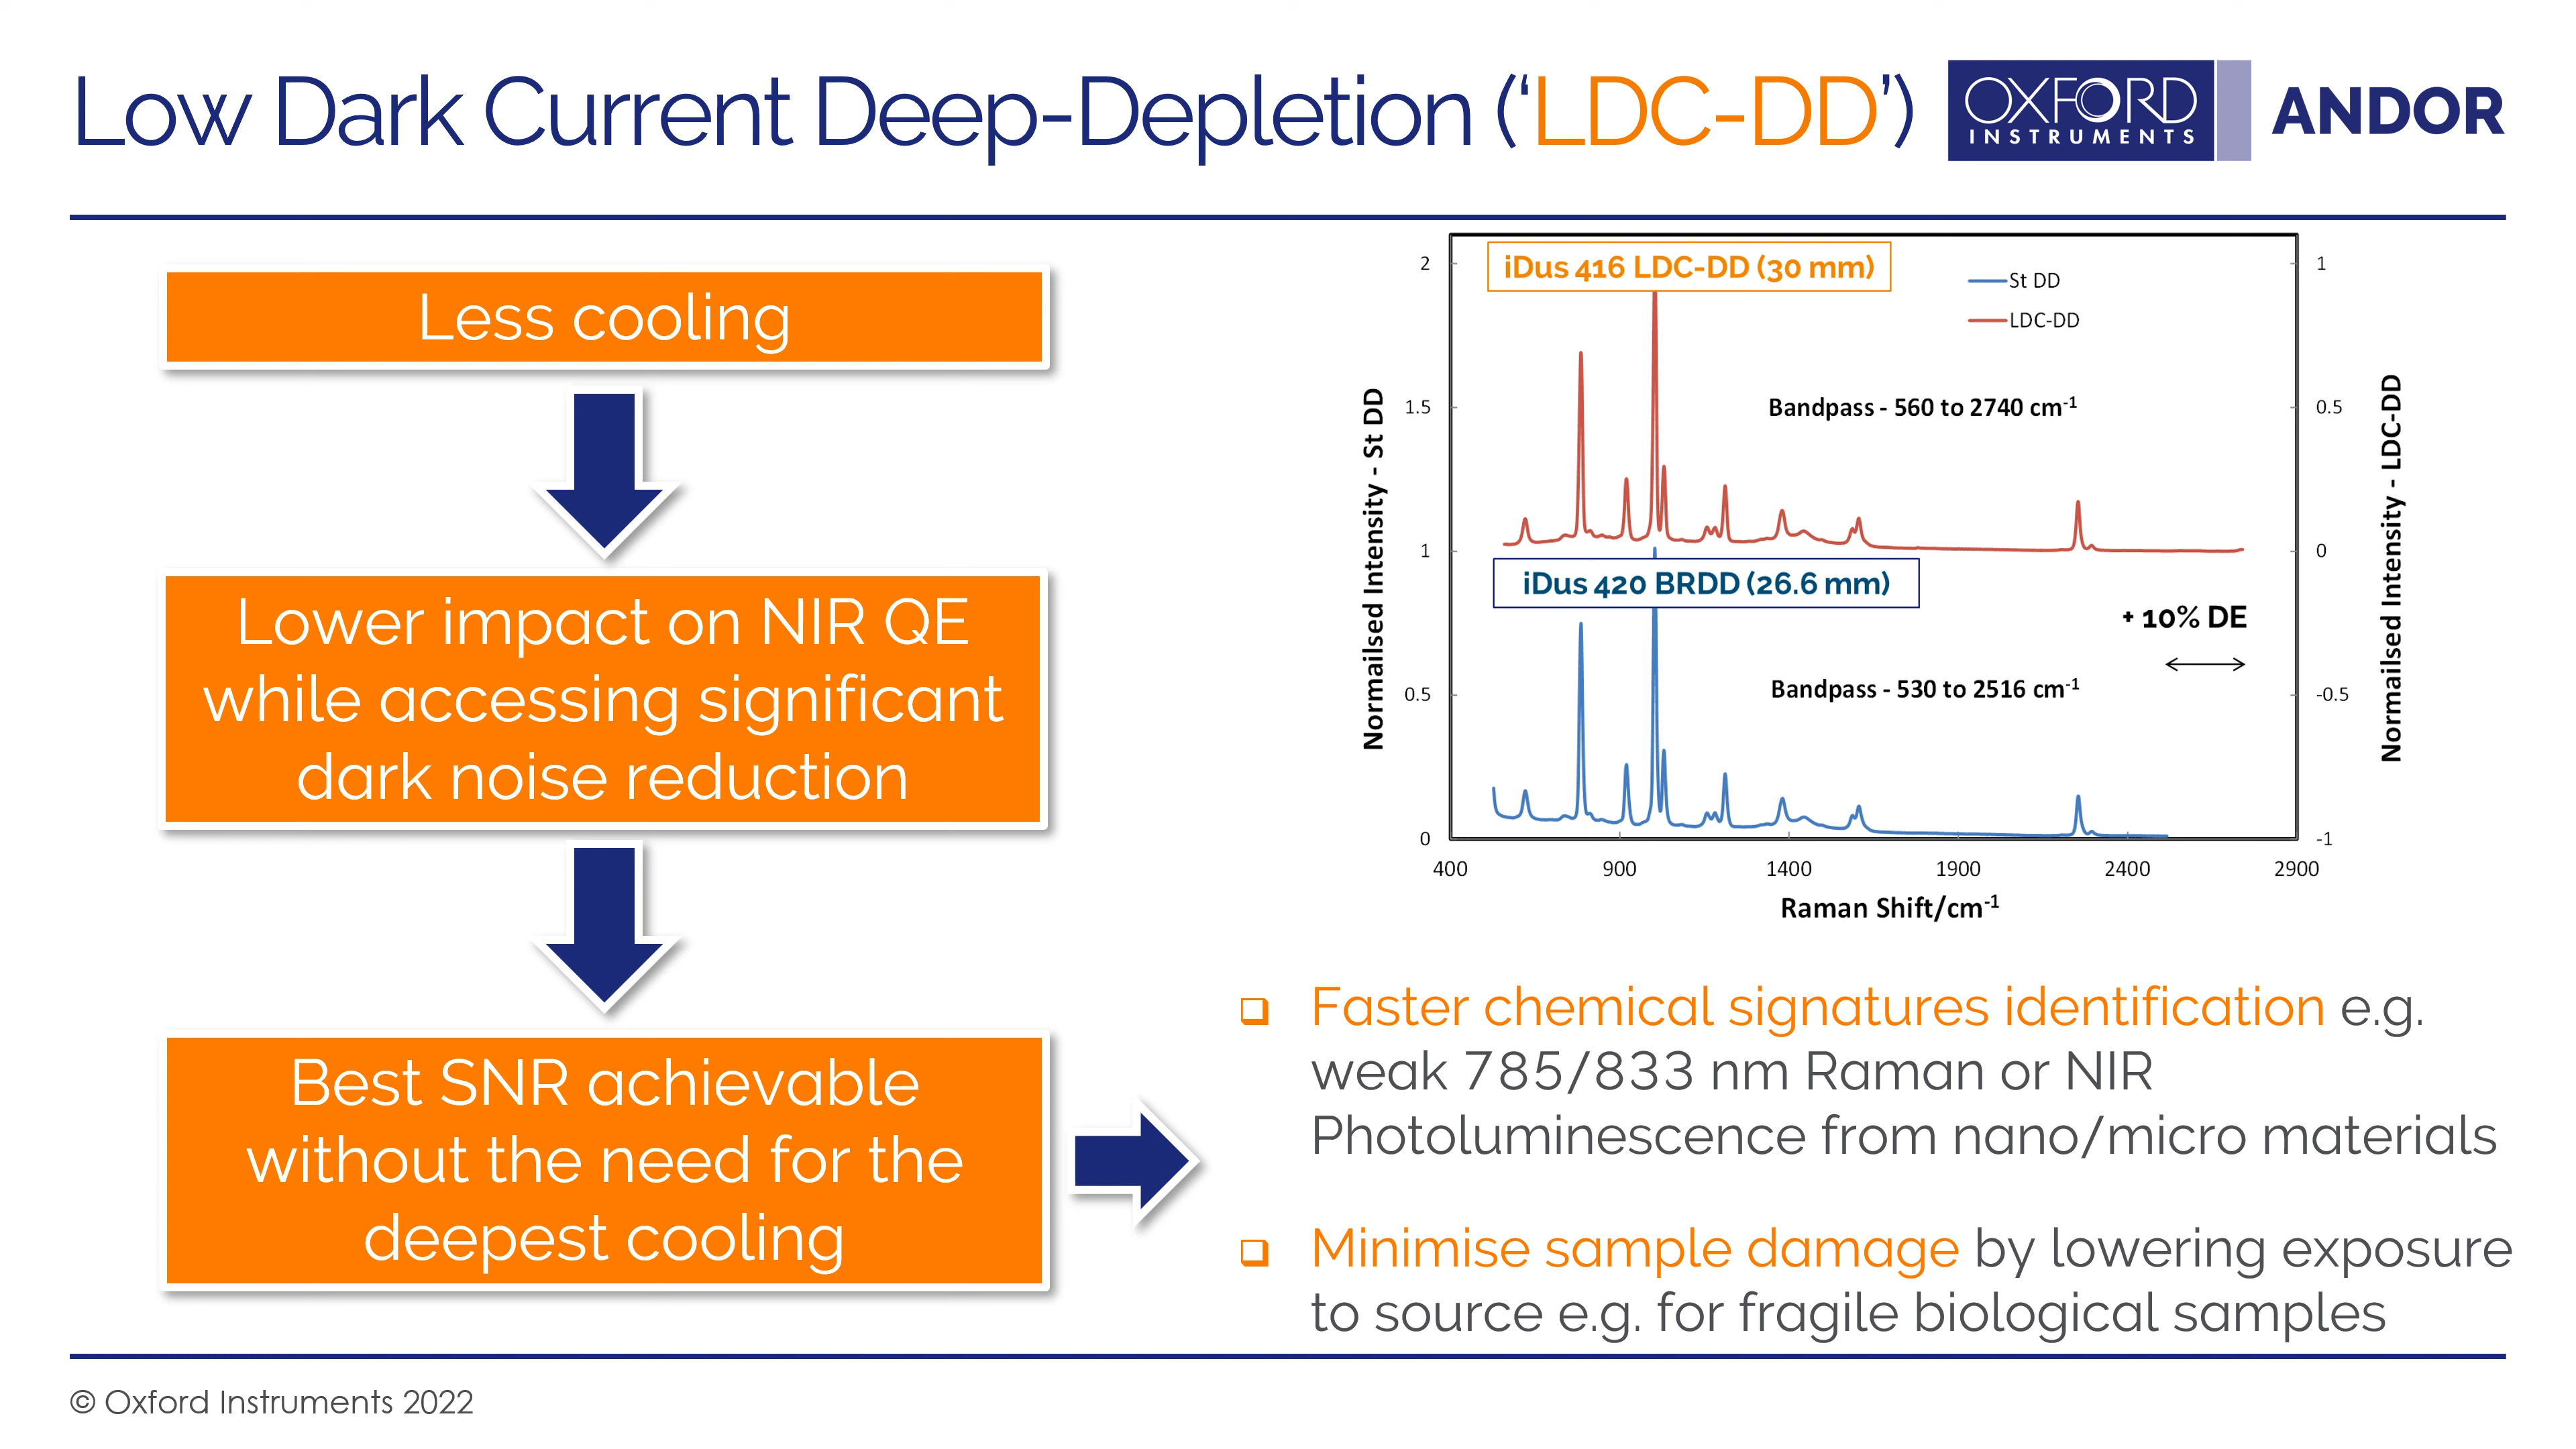 Low Dark Current Deep-Depletion (‘LDC-DD’)
OXFORD
INSTRUMENTS
ANDOR
Less cooling
Lower impact on NIR QE
while accessing significant
dark noise reduction
Best SNR achievable
without the need for the
deepest cooling
iDus 416 LDC-DD (30 mm)
St DD
LDC-DD
Bandpass - 560 to 2740 cm⁻¹
iDus 420 BRDD (26.6 mm)
+ 10% DE
Bandpass - 530 to 2516 cm⁻¹
Normailsed Intensity - St DD
2
1.5
1
0.5
0
Normailsed Intensity - LDC-DD
1
0.5
0
-0.5
-1
400 900 1400 1900 2400 2900
Raman Shift/cm⁻¹
❑ Faster chemical signatures identification e.g.
weak 785/833 nm Raman or NIR
Photoluminescence from nano/micro materials
❑ Minimise sample damage by lowering exposure
to source e.g. for fragile biological samples
© Oxford Instruments 2022